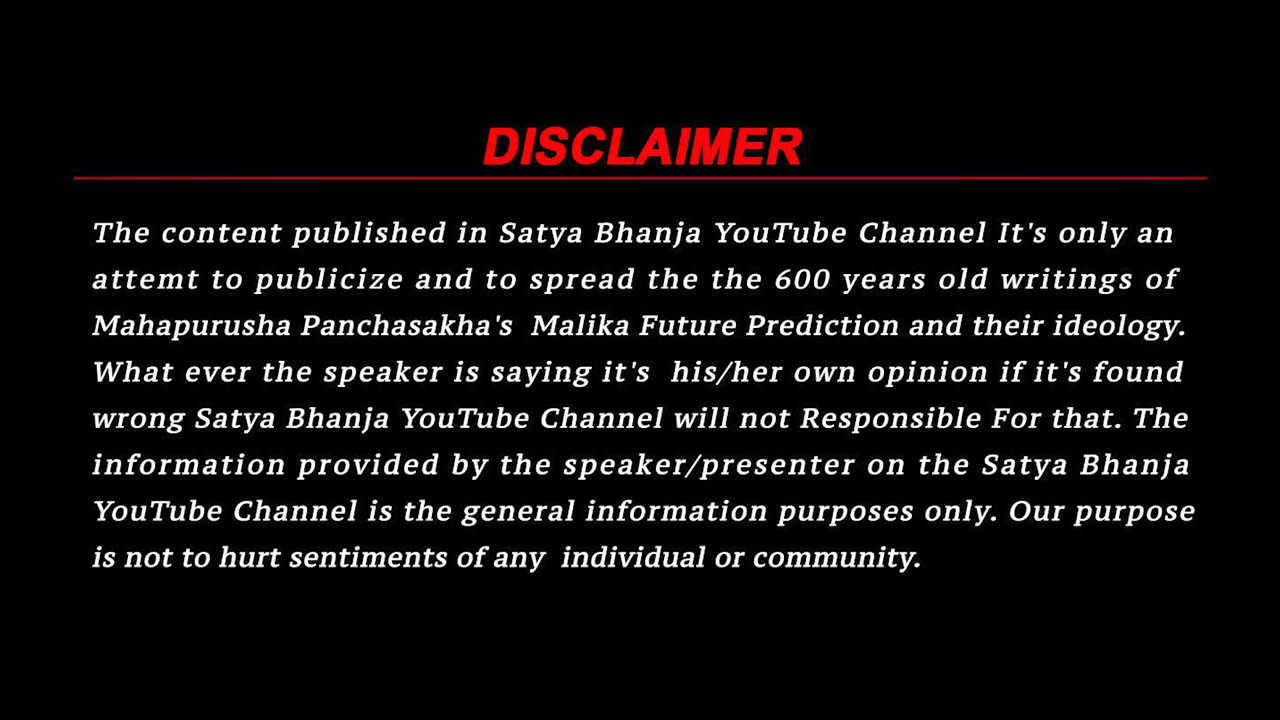 DISCLAIMER
The content published in Satya Bhanja YouTube Channel It's only an
attemt to publicize and to spread the the 600 years old writings of
Mahapurusha Panchasakha's Malika Future Prediction and their ideology.
What ever the speaker is saying it's his/her own opinion if it's found
wrong Satya Bhanja YouTube Channel will not Responsible For that. The
information provided by the speaker/presenter on the Satya Bhanja
YouTube Channel is the general information purposes only. Our purpose
is not to hurt sentiments of any individual or community.